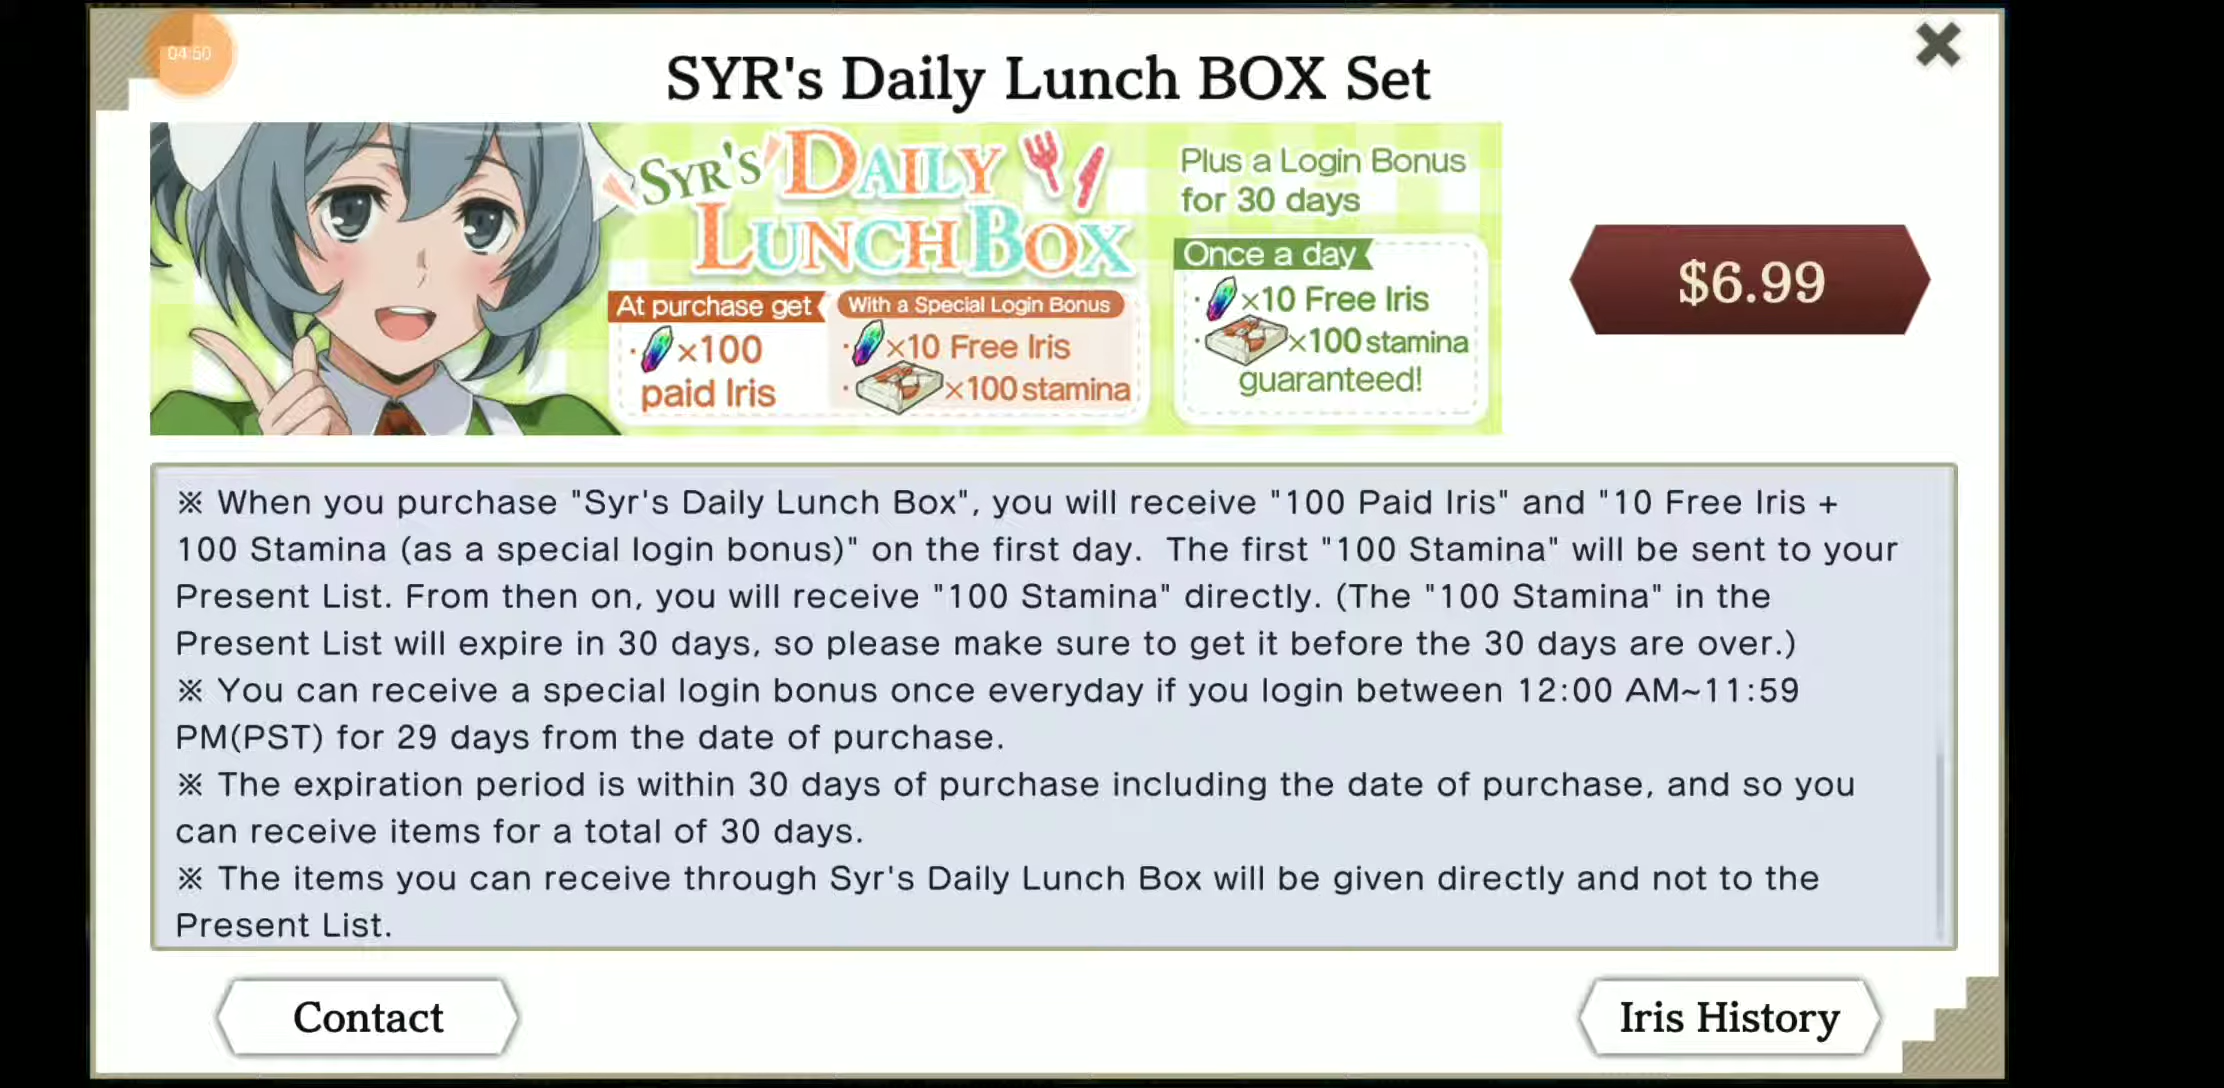 04:50
SYR's Daily Lunch BOX Set
SYR'S DAILY
LUNCH BOX
At purchase get
×100
paid Iris
With a Special Login Bonus
·×10 Free Iris
·×100 stamina
Plus a Login Bonus
for 30 days
Once a day
·×10 Free Iris
·×100 stamina
guaranteed!
$6.99
※ When you purchase "Syr's Daily Lunch Box", you will receive "100 Paid Iris" and "10 Free Iris +
100 Stamina (as a special login bonus)" on the first day. The first "100 Stamina" will be sent to your
Present List. From then on, you will receive "100 Stamina" directly. (The "100 Stamina" in the
Present List will expire in 30 days, so please make sure to get it before the 30 days are over.)
※ You can receive a special login bonus once everyday if you login between 12:00 AM~11:59
PM(PST) for 29 days from the date of purchase.
※ The expiration period is within 30 days of purchase including the date of purchase, and so you
can receive items for a total of 30 days.
※ The items you can receive through Syr's Daily Lunch Box will be given directly and not to the
Present List.
Contact
Iris History